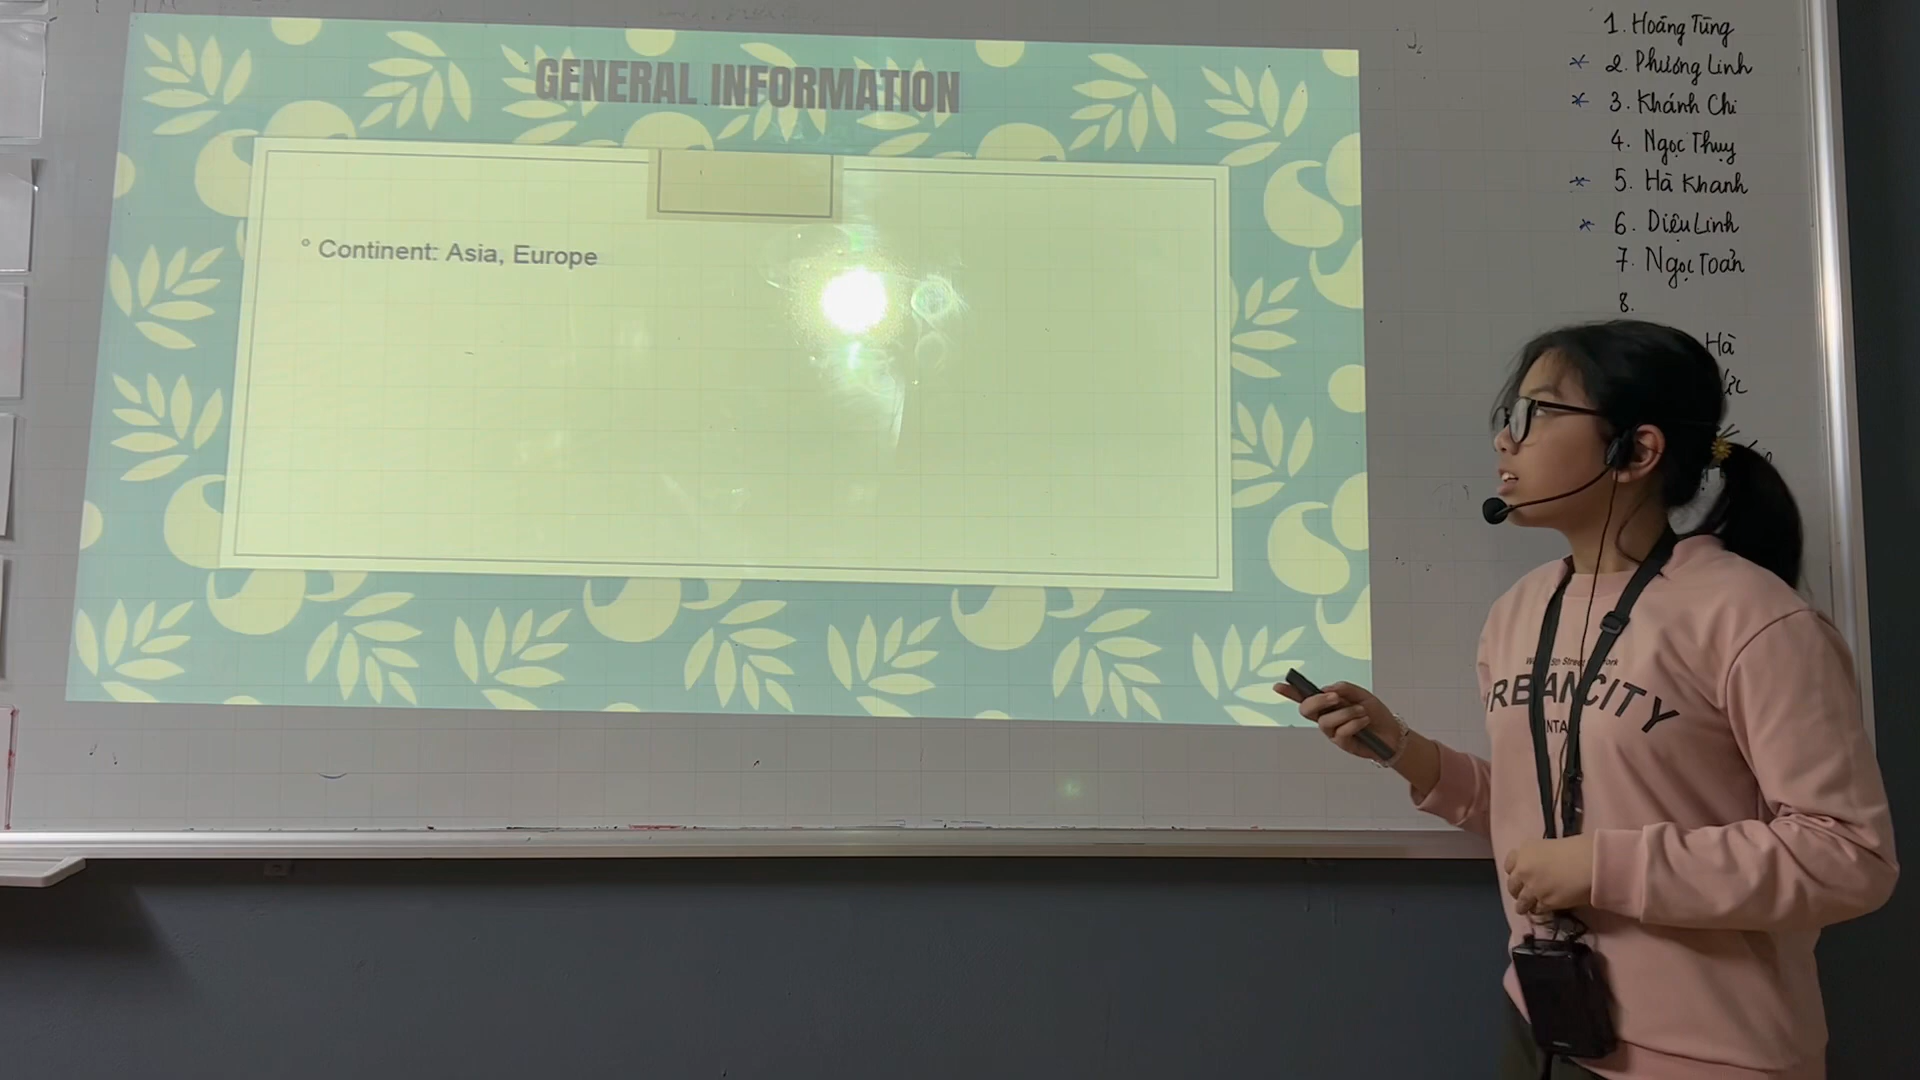 GENERAL INFORMATION
° Continent: Asia, Europe
1. Hoàng Tùng
* 2. Phương Linh
* 3. Khánh Chi
4. Ngọc Thụy
* 5. Hà Khanh
* 6. Diệu Linh
7. Ngọc Toàn
8.
Hà
URBANCITY